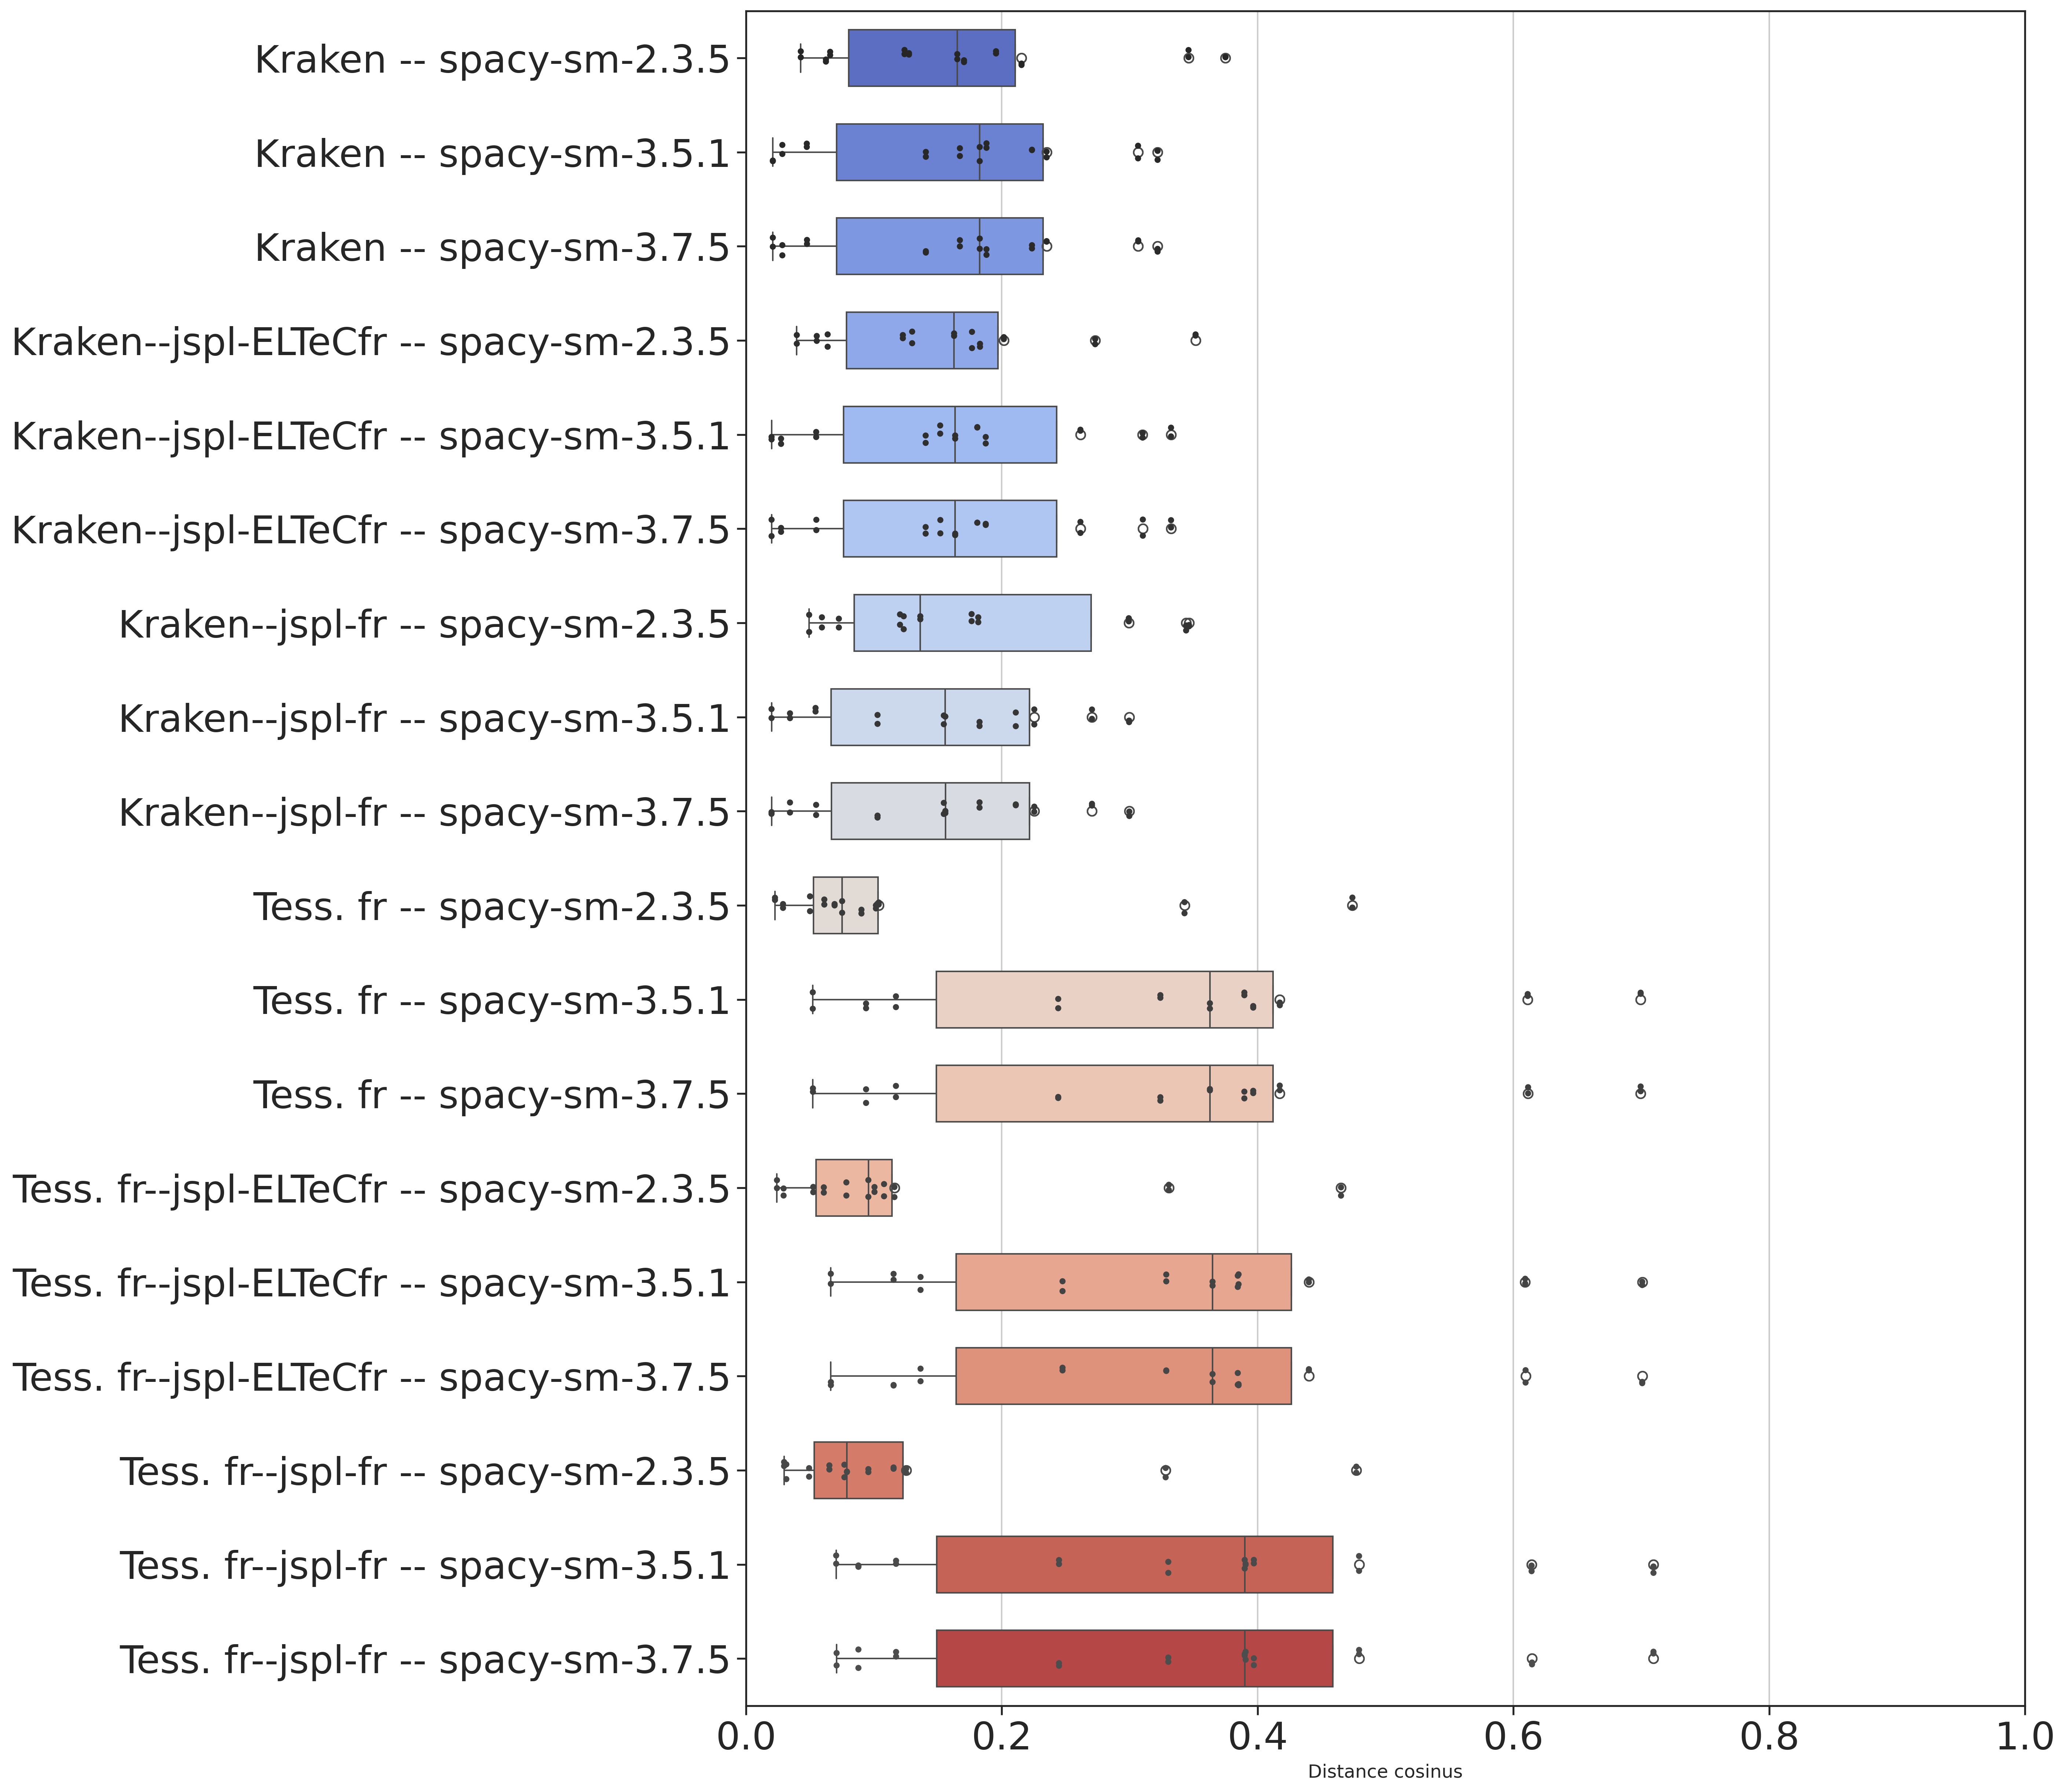 Kraken -- spacy-sm-2.3.5
Kraken -- spacy-sm-3.5.1
Kraken -- spacy-sm-3.7.5
Kraken--jspl-ELTeCfr -- spacy-sm-2.3.5
Kraken--jspl-ELTeCfr -- spacy-sm-3.5.1
Kraken--jspl-ELTeCfr -- spacy-sm-3.7.5
Kraken--jspl-fr -- spacy-sm-2.3.5
Kraken--jspl-fr -- spacy-sm-3.5.1
Kraken--jspl-fr -- spacy-sm-3.7.5
Tess. fr -- spacy-sm-2.3.5
Tess. fr -- spacy-sm-3.5.1
Tess. fr -- spacy-sm-3.7.5
Tess. fr--jspl-ELTeCfr -- spacy-sm-2.3.5
Tess. fr--jspl-ELTeCfr -- spacy-sm-3.5.1
Tess. fr--jspl-ELTeCfr -- spacy-sm-3.7.5
Tess. fr--jspl-fr -- spacy-sm-2.3.5
Tess. fr--jspl-fr -- spacy-sm-3.5.1
Tess. fr--jspl-fr -- spacy-sm-3.7.5
0.0 0.2 0.4 0.6 0.8 1.0
Distance cosinus